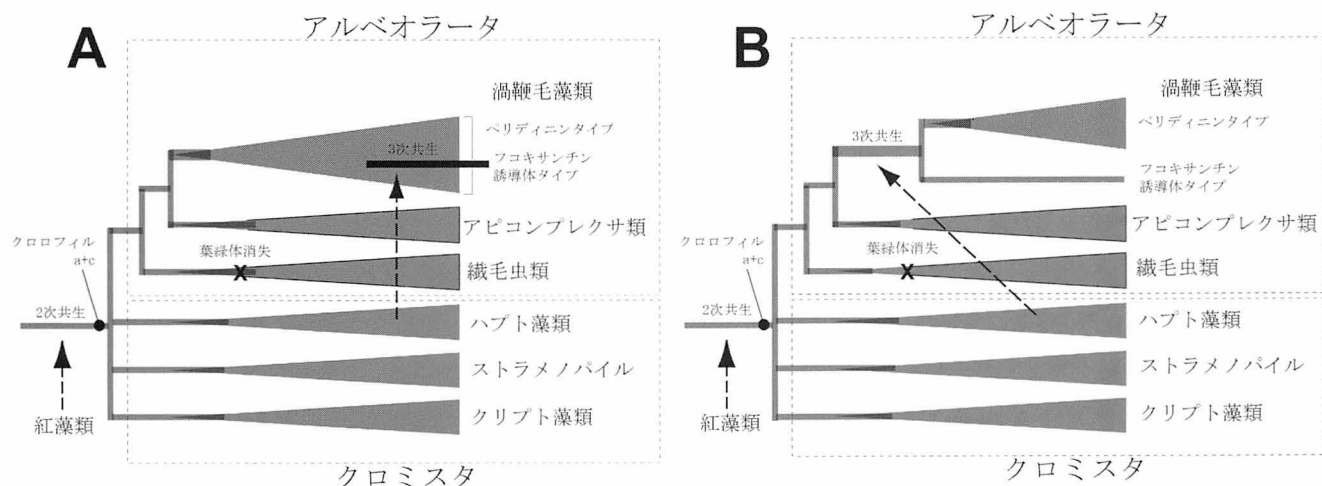 A
アルベオラータ
渦鞭毛藻類
ペリディニンタイプ
3次共生
フコキサンチン
誘導体タイプ
アピコンプレクサ類
クロロフィル
a+c
葉緑体消失
X
繊毛虫類
2次共生
ハプト藻類
ストラメノパイル
紅藻類
クリプト藻類
クロミスタ
B
アルベオラータ
渦鞭毛藻類
ペリディニンタイプ
3次共生
フコキサンチン
誘導体タイプ
アピコンプレクサ類
クロロフィル
a+c
葉緑体消失
X
繊毛虫類
2次共生
ハプト藻類
ストラメノパイル
紅藻類
クリプト藻類
クロミスタ